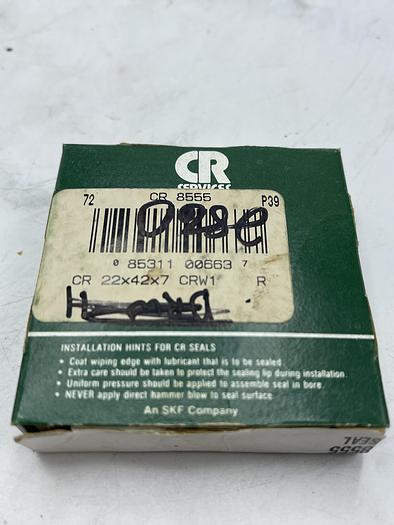 CR
SERVICES
72 CR 8555 P39
0 85311 00663 7
CR 22x42x7 CRW1 R
INSTALLATION HINTS FOR CR SEALS
• Coat wiping edge with lubricant that is to be sealed.
• Extra care should be taken to protect the sealing lip during installation.
• Uniform pressure should be applied to assemble seal in bore.
• NEVER apply direct hammer blow to seal surface.
An SKF Company
8555
SEAL